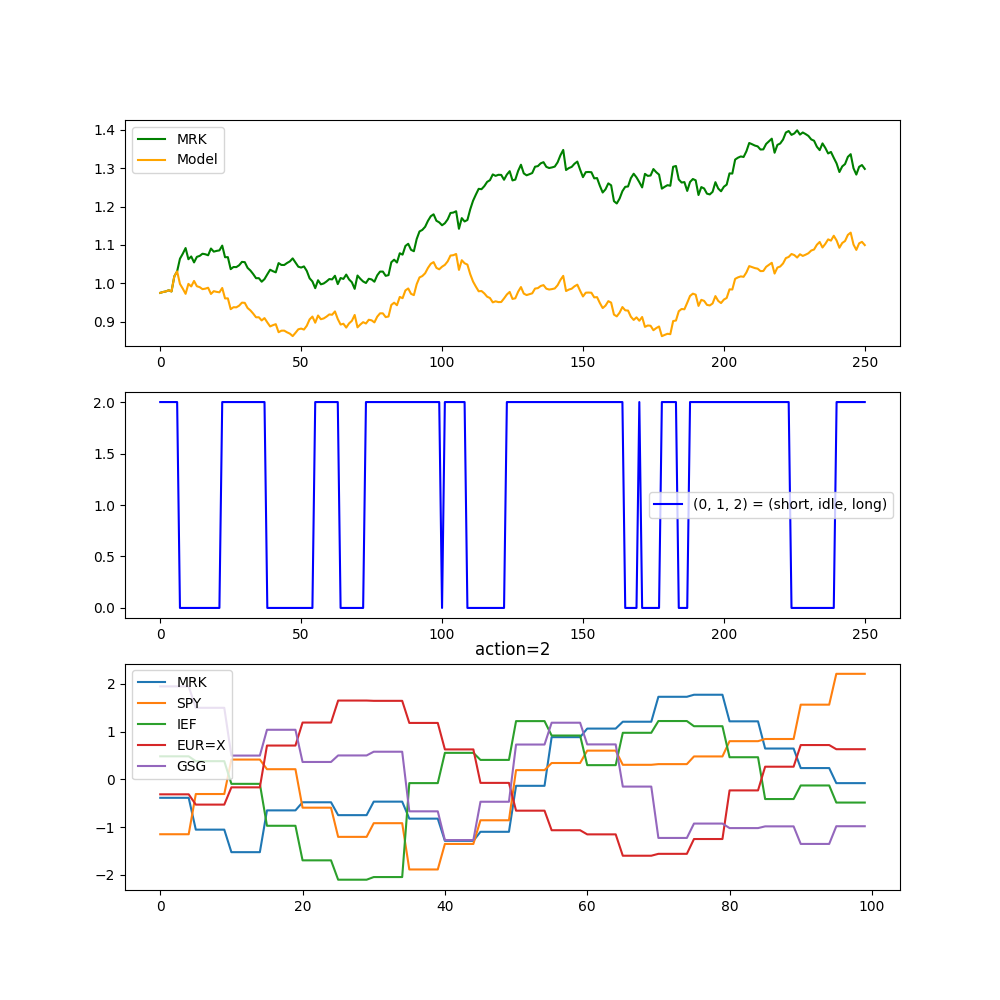 1.4
1.3
1.2
1.1
1.0
0.9
MRK
Model
0 50 100 150 200 250
2.0
1.5
1.0
0.5
0.0
(0, 1, 2) = (short, idle, long)
0 50 100 150 200 250
action=2
2
1
0
−1
−2
MRK
SPY
IEF
EUR=X
GSG
0 20 40 60 80 100